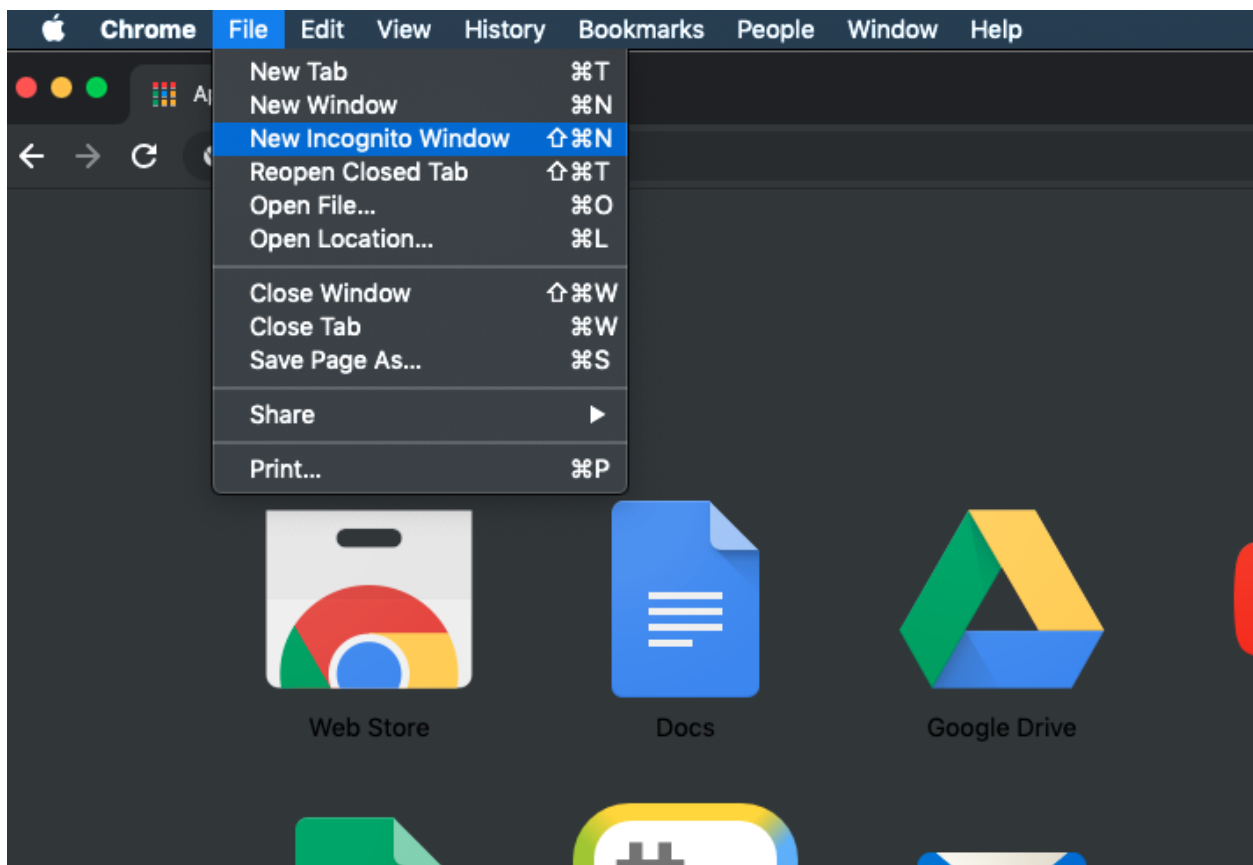 Chrome File Edit View History Bookmarks People Window Help
New Tab ⌘T
New Window ⌘N
New Incognito Window ⇧⌘N
Reopen Closed Tab ⇧⌘T
Open File... ⌘O
Open Location... ⌘L
Close Window ⇧⌘W
Close Tab ⌘W
Save Page As... ⌘S
Share ▶
Print... ⌘P
Web Store Docs Google Drive